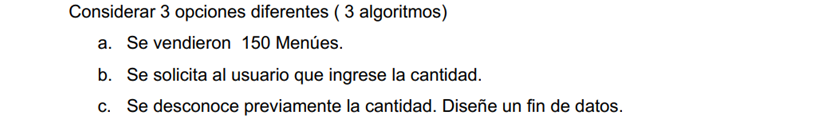 Considerar 3 opciones diferentes ( 3 algoritmos)
a. Se vendieron 150 Menúes.
b. Se solicita al usuario que ingrese la cantidad.
c. Se desconoce previamente la cantidad. Diseñe un fin de datos.